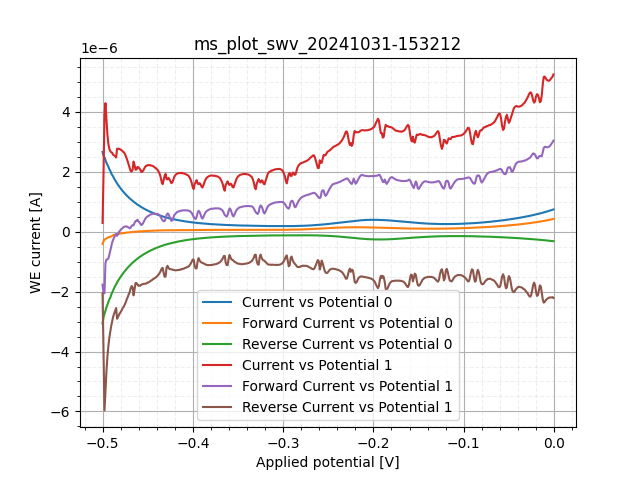 ms_plot_swv_20241031-153212
1e−6
4
2
0
−2
−4
−6
WE current [A]
Current vs Potential 0
Forward Current vs Potential 0
Reverse Current vs Potential 0
Current vs Potential 1
Forward Current vs Potential 1
Reverse Current vs Potential 1
−0.5 −0.4 −0.3 −0.2 −0.1 0.0
Applied potential [V]